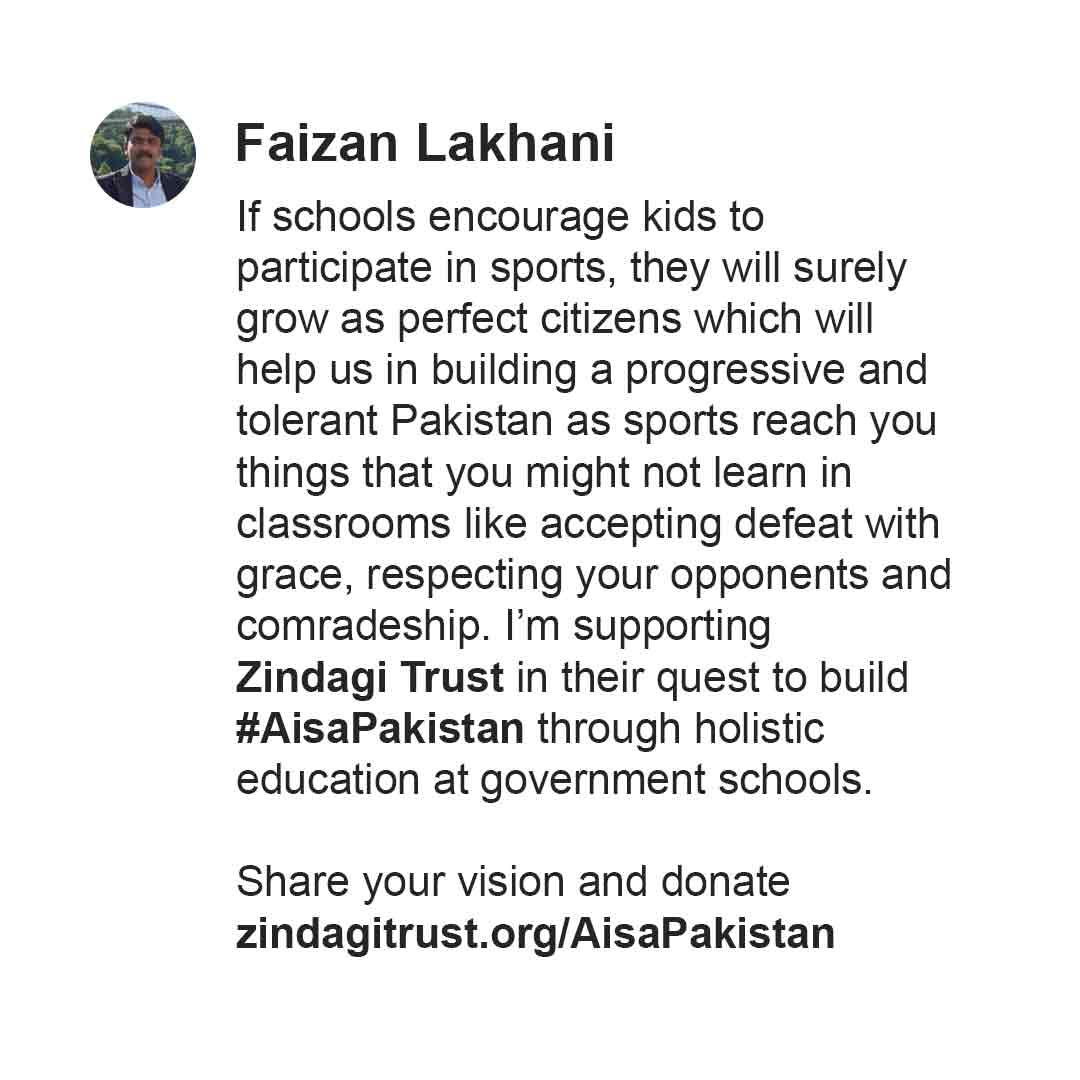 Faizan Lakhani
If schools encourage kids to
participate in sports, they will surely
grow as perfect citizens which will
help us in building a progressive and
tolerant Pakistan as sports reach you
things that you might not learn in
classrooms like accepting defeat with
grace, respecting your opponents and
comradeship. I’m supporting
Zindagi Trust in their quest to build
#AisaPakistan through holistic
education at government schools.
Share your vision and donate
zindagitrust.org/AisaPakistan